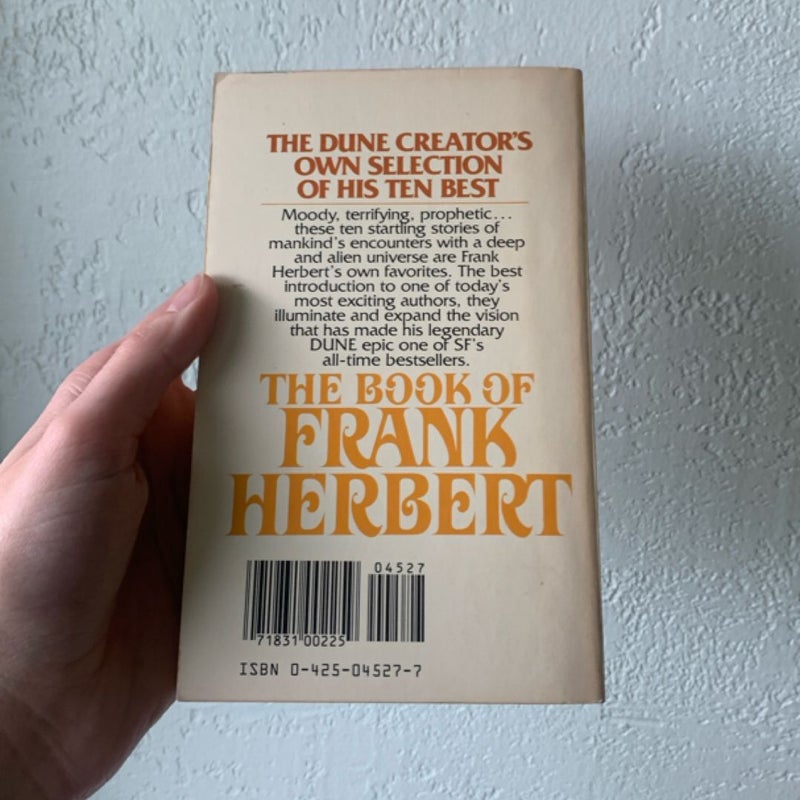 THE DUNE CREATOR'S
OWN SELECTION
OF HIS TEN BEST
Moody, terrifying, prophetic...
these ten startling stories of
mankind's encounters with a deep
and alien universe are Frank
Herbert's own favorites. The best
introduction to one of today's
most exciting authors, they
illuminate and expand the vision
that has made his legendary
DUNE epic one of SF's
all-time bestsellers.
THE BOOK OF
FRANK
HERBERT
04527
71831 00225
ISBN 0-425-04527-7